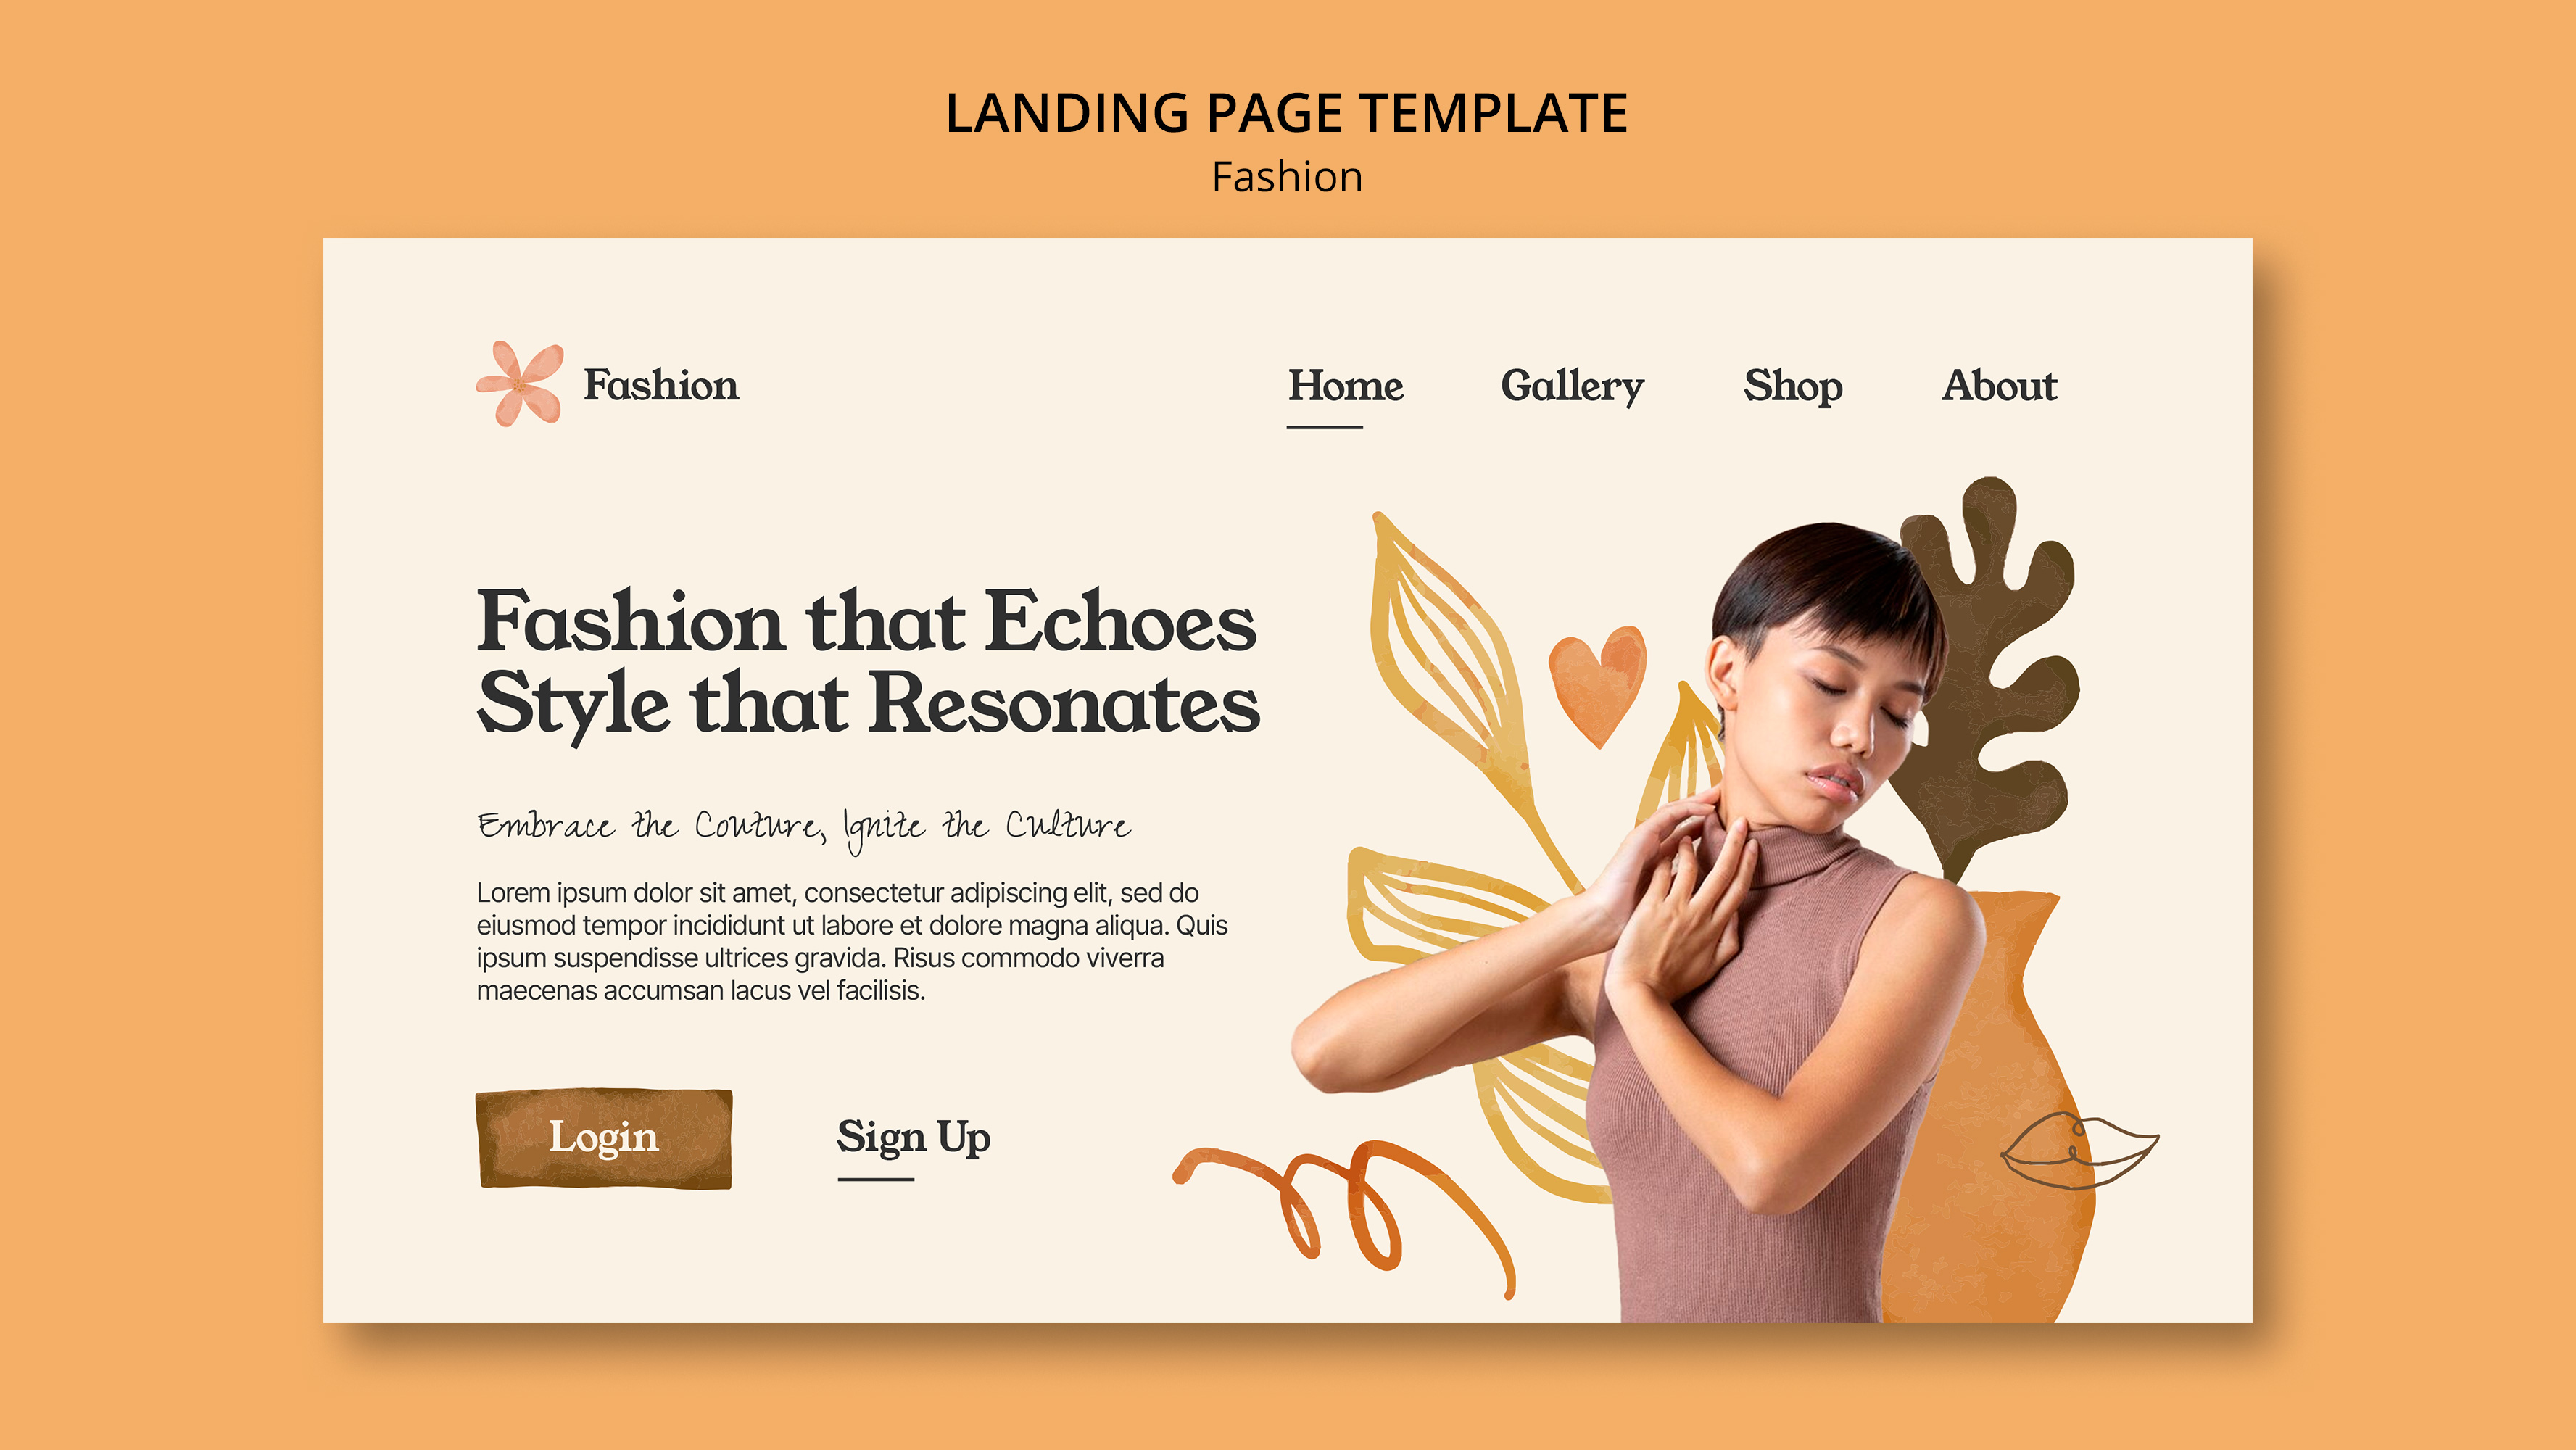 LANDING PAGE TEMPLATE
Fashion
Fashion
Home
Gallery
Shop
About
Fashion that Echoes
Style that Resonates
Embrace the Couture, Ignite the Culture
Lorem ipsum dolor sit amet, consectetur adipiscing elit, sed do
eiusmod tempor incididunt ut labore et dolore magna aliqua. Quis
ipsum suspendisse ultrices gravida. Risus commodo viverra
maecenas accumsan lacus vel facilisis.
Login
Sign Up